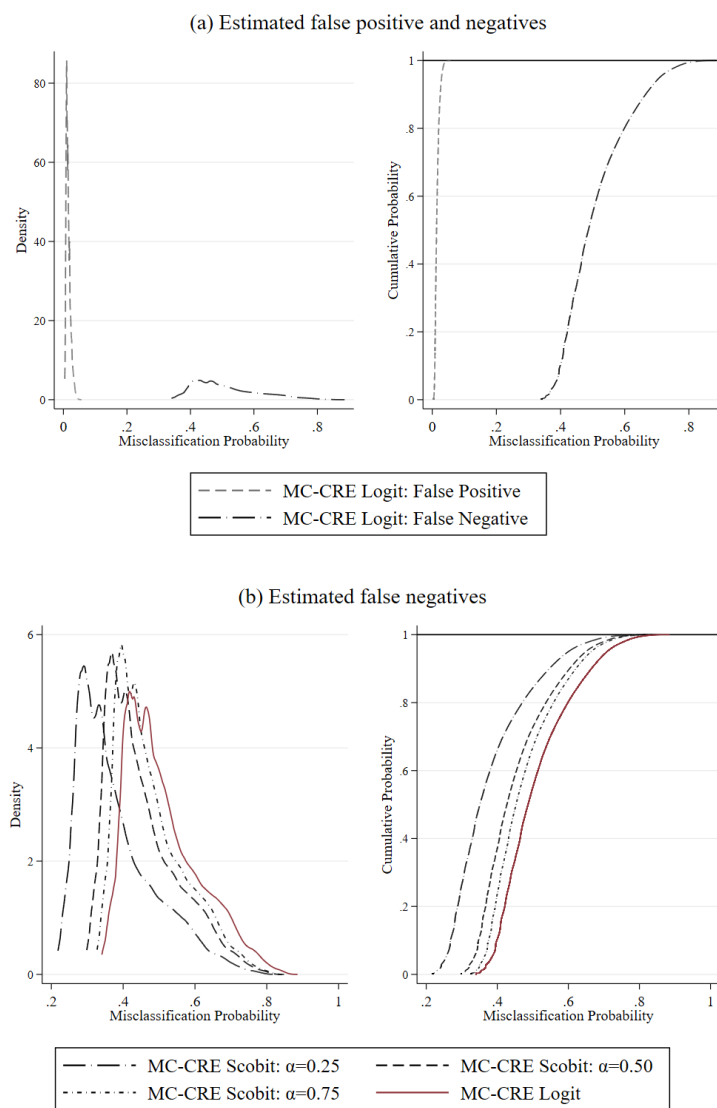 (a) Estimated false positive and negatives
80
60
40
20
0
Density
0 .2 .4 .6 .8
Misclassification Probability
1
.8
.6
.4
.2
0
Cumulative Probability
0 .2 .4 .6 .8
Misclassification Probability
MC-CRE Logit: False Positive
MC-CRE Logit: False Negative
(b) Estimated false negatives
6
4
2
0
Density
.2 .4 .6 .8 1
Misclassification Probability
1
.8
.6
.4
.2
0
Cumulative Probability
.2 .4 .6 .8 1
Misclassification Probability
MC-CRE Scobit: α=0.25 MC-CRE Scobit: α=0.50
MC-CRE Scobit: α=0.75 MC-CRE Logit